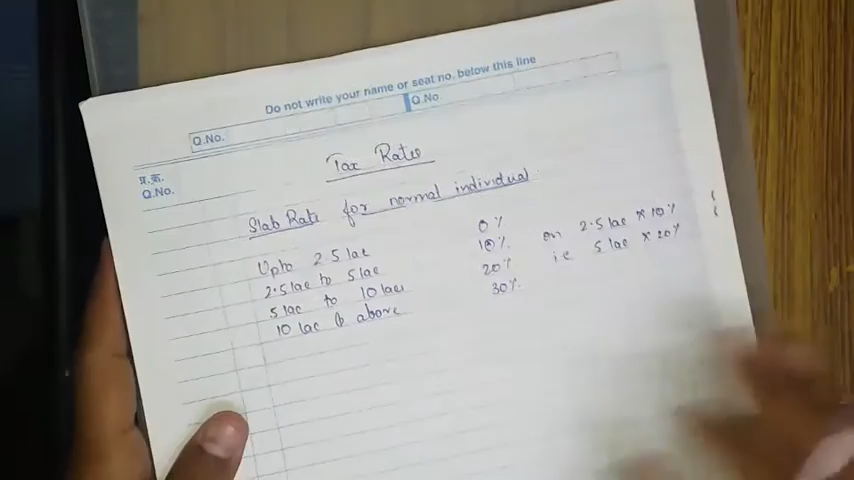 Do not write your name or seat no. below this line
Q.No. Q.No.
प्र.क्र.
Q.No.
Tax Rates
Slab Rate for normal individual
Upto 2.5 lac 0%
2.5 lac to 5 lac 10% on 2.5 lac x 10%
5 lac to 10 lac 20% i.e 5 lac x 20%
10 lac & above 30%